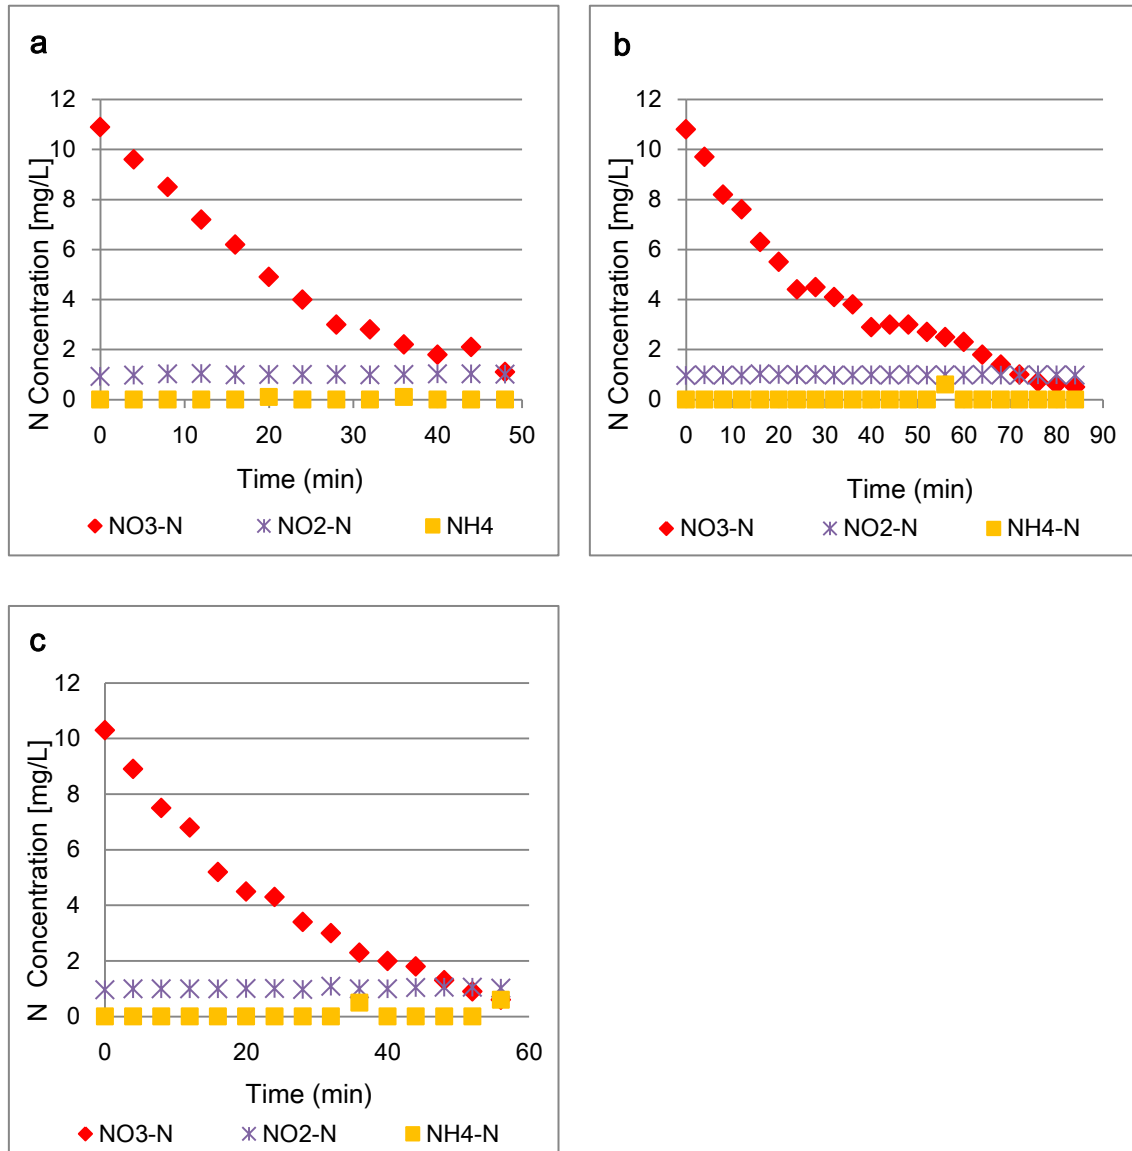 a
N Concentration [mg/L]
12
10
8
6
4
2
0
0 10 20 30 40 50
Time (min)
NO3-N NO2-N NH4
b
N Concentration [mg/L]
12
10
8
6
4
2
0
0 10 20 30 40 50 60 70 80 90
Time (min)
NO3-N NO2-N NH4-N
c
N Concentration [mg/L]
12
10
8
6
4
2
0
0 20 40 60
Time (min)
NO3-N NO2-N NH4-N